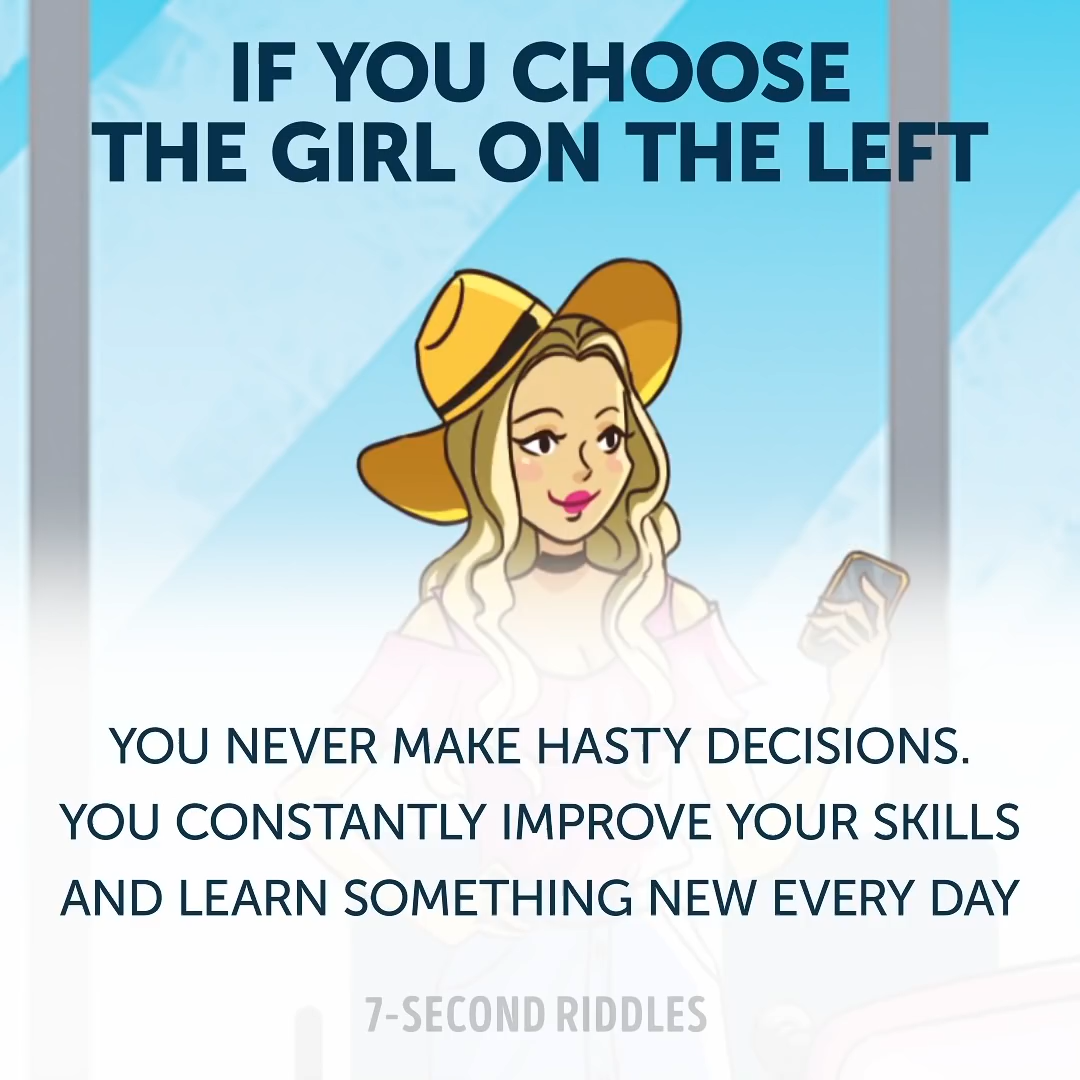 IF YOU CHOOSE
THE GIRL ON THE LEFT
YOU NEVER MAKE HASTY DECISIONS.
YOU CONSTANTLY IMPROVE YOUR SKILLS
AND LEARN SOMETHING NEW EVERY DAY
7-SECOND RIDDLES